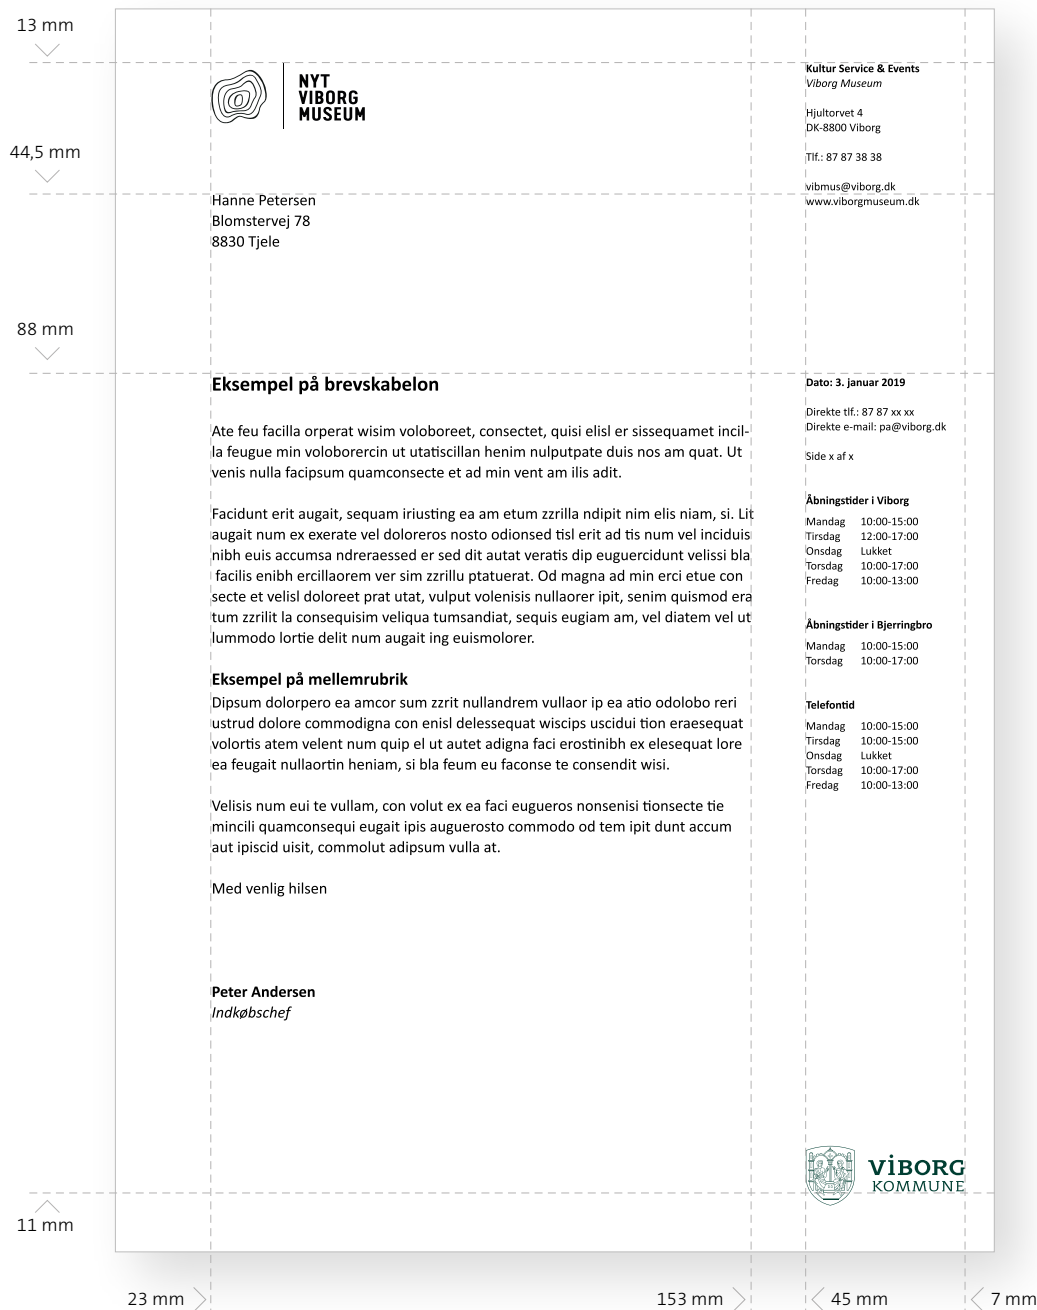 13 mm
44,5 mm
88 mm
11 mm
NYT
VIBORG
MUSEUM
Hanne Petersen
Blomstervej 78
8830 Tjele
Eksempel på brevskabelon
Ate feu facilla orperat wisim voloboreet, consectet, quisi elisl er sissequamet incil-
la feugue min voloborercin ut utatiscillan henim nulputpate duis nos am quat. Ut
venis nulla facipsum quamconsecte et ad min vent am ilis adit.
Facidunt erit augait, sequam iriusting ea am etum zzrilla ndipit nim elis niam, si. Lit
augait num ex exerate vel doloreros nosto odionsed tisl erit ad tis num vel inciduis
nibh euis accumsa ndreraessed er sed dit autat veratis dip euguercidunt velissi bla
facilis enibh ercillaorem ver sim zzrillu ptatuerat. Od magna ad min erci etue con
secte et velisl doloreet prat utat, vulput volenisis nullaorer ipit, senim quismod era
tum zzrilit la consequisim veliqua tumsandiat, sequis eugiam am, vel diatem vel ut
lummodo lortie delit num augait ing euismolorer.
Eksempel på mellemrubrik
Dipsum dolorpero ea amcor sum zzrit nullandrem vullaor ip ea atio odolobo reri
ustrud dolore commodigna con enisl delessequat wiscips uscidui tion eraesequat
volortis atem velent num quip el ut autet adigna faci erostinibh ex elesequat lore
ea feugait nullaortin heniam, si bla feum eu faconse te consendit wisi.
Velisis num eui te vullam, con volut ex ea faci eugueros nonsenisi tionsecte tie
mincili quamconsequi eugait ipis auguerosto commodo od tem ipit dunt accum
aut ipiscid uisit, commolut adipsum vulla at.
Med venlig hilsen
Peter Andersen
Indkøbschef
Kultur Service & Events
Viborg Museum
Hjultorvet 4
DK-8800 Viborg
Tlf.: 87 87 38 38
vibmus@viborg.dk
www.viborgmuseum.dk
Dato: 3. januar 2019
Direkte tlf.: 87 87 xx xx
Direkte e-mail: pa@viborg.dk
Side x af x
Åbningstider i Viborg
Mandag 10:00-15:00
Tirsdag 12:00-17:00
Onsdag Lukket
Torsdag 10:00-17:00
Fredag 10:00-13:00
Åbningstider i Bjerringbro
Mandag 10:00-15:00
Torsdag 10:00-17:00
Telefontid
Mandag 10:00-15:00
Tirsdag 10:00-15:00
Onsdag Lukket
Torsdag 10:00-17:00
Fredag 10:00-13:00
VIBORG
KOMMUNE
23 mm
153 mm
45 mm
7 mm